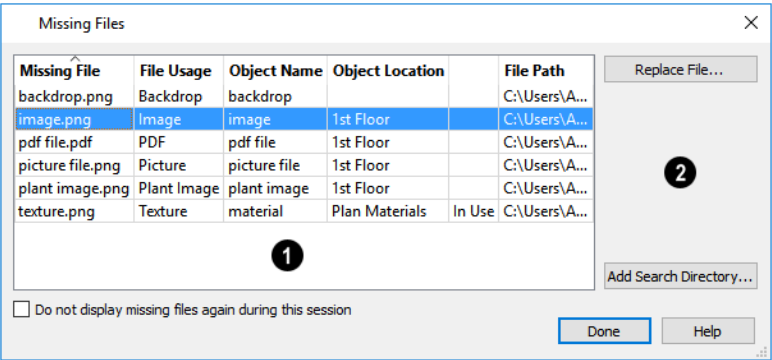 Missing Files
Missing File File Usage Object Name Object Location File Path
backdrop.png Backdrop backdrop C:\Users\A...
image.png Image image 1st Floor C:\Users\A...
pdf file.pdf PDF pdf file 1st Floor C:\Users\A...
picture file.png Picture picture file 1st Floor C:\Users\A...
plant image.png Plant Image plant image 1st Floor C:\Users\A...
texture.png Texture material Plan Materials In Use C:\Users\A...
1
Replace File...
2
Add Search Directory...
Do not display missing files again during this session
Done Help